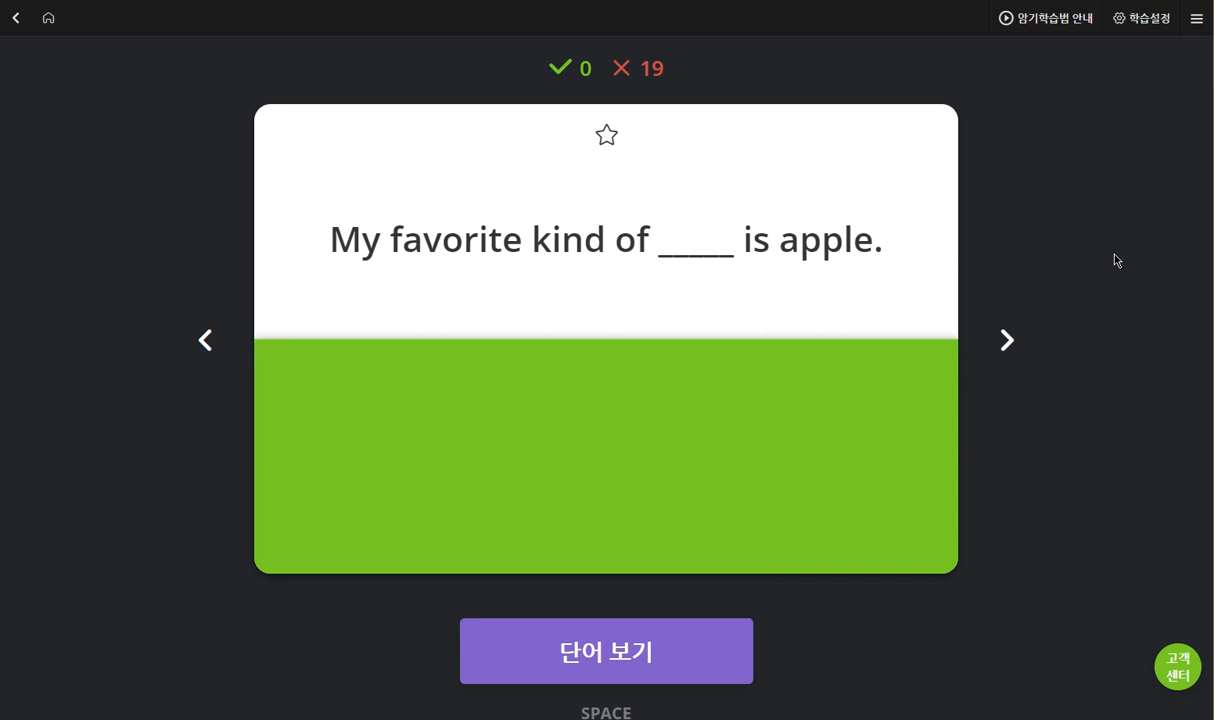 암기학습법 안내
학습설정
0
19
My favorite kind of _____ is apple.
단어 보기
고객
센터
SPACE